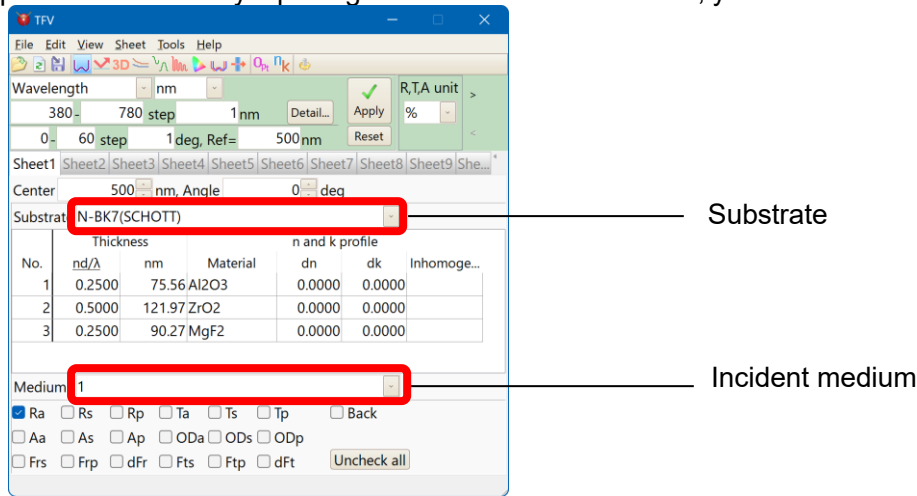 TFV
File Edit View Sheet Tools Help
3D Opt nk
Wavelength nm R,T,A unit >
380 - 780 step 1 nm Detail... Apply %
0 - 60 step 1 deg, Ref= 500 nm Reset <
Sheet1 Sheet2 Sheet3 Sheet4 Sheet5 Sheet6 Sheet7 Sheet8 Sheet9 She...
Center 500 nm, Angle 0 deg
Substrat N-BK7(SCHOTT) Substrate
Thickness n and k profile
No. nd/λ nm Material dn dk Inhomoge...
1 0.2500 75.56 Al2O3 0.0000 0.0000
2 0.5000 121.97 ZrO2 0.0000 0.0000
3 0.2500 90.27 MgF2 0.0000 0.0000
Medium 1 Incident medium
Ra Rs Rp Ta Ts Tp Back
Aa As Ap ODa ODs ODp
Frs Frp dFr Fts Ftp dFt Uncheck all